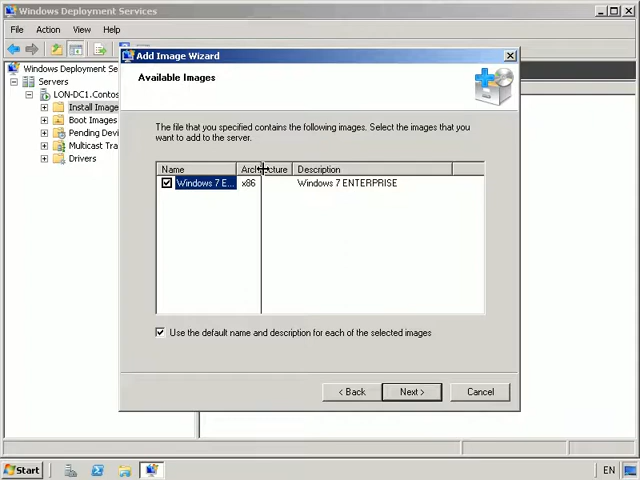 Windows Deployment Services
File Action View Help
Windows Deployment Se
Servers
LON-DC1.Contos
Install Image
Boot Images
Pending Devi
Multicast Tra
Drivers
Add Image Wizard
Available Images
The file that you specified contains the following images. Select the images that you
want to add to the server.
Name Architecture Description
Windows 7 E... x86 Windows 7 ENTERPRISE
Use the default name and description for each of the selected images
< Back Next > Cancel
Start EN